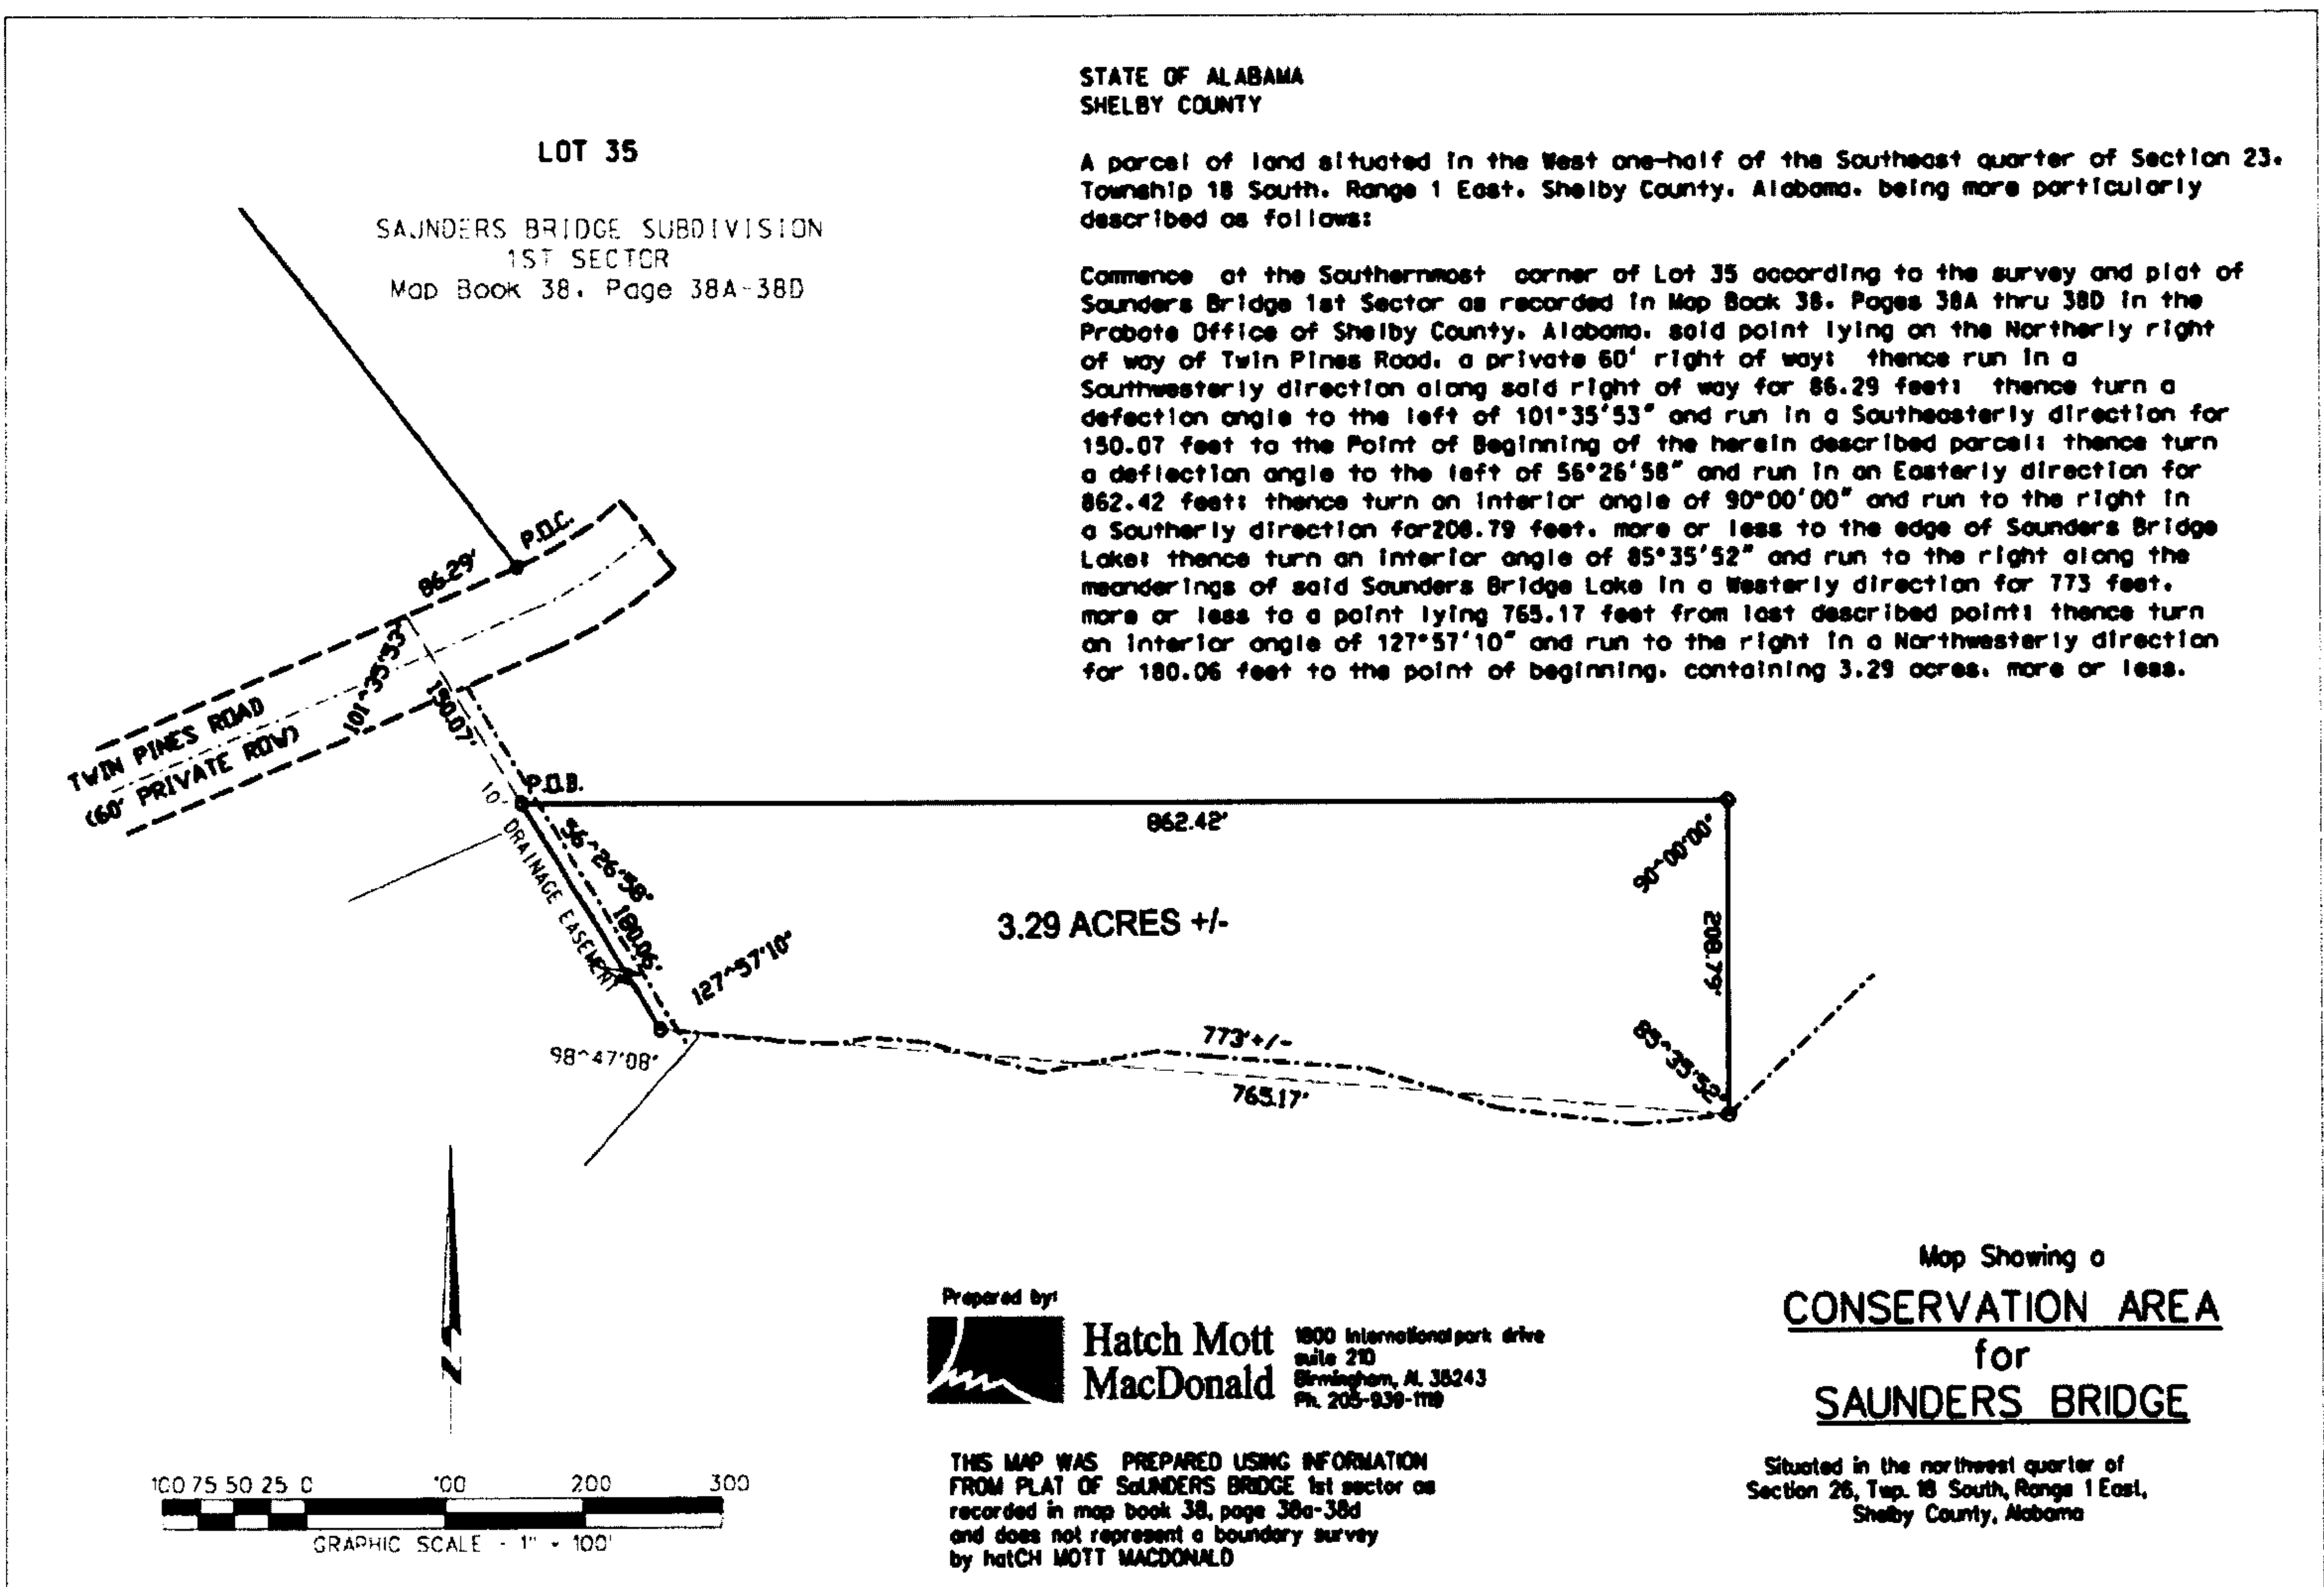 STATE OF ALABAMA
SHELBY COUNTY
A parcel of land situated in the West one-half of the Southeast quarter of Section 23.
Township 18 South. Range 1 East. Shelby County. Alabama. being more particularly
described as follows:
Commence at the Southernmost corner of Lot 35 according to the survey and plat of
Saunders Bridge 1st Sector as recorded in Map Book 38. Pages 38A thru 38D in the
Probate Office of Shelby County. Alabama. said point lying on the Northerly right
of way of Twin Pines Road. a private 60' right of way; thence run in a
Southwesterly direction along said right of way for 86.29 feet; thence turn a
defection angle to the left of 101°35'53" and run in a Southeasterly direction for
150.07 feet to the Point of Beginning of the herein described parcel; thence turn
a deflection angle to the left of 56°26'58" and run in an Easterly direction for
862.42 feet; thence turn an interior angle of 90°00'00" and run to the right in
a Southerly direction for208.79 feet. more or less to the edge of Saunders Bridge
Lake; thence turn an interior angle of 85°35'52" and run to the right along the
meanderings of said Saunders Bridge Lake in a Westerly direction for 773 feet.
more or less to a point lying 765.17 feet from last described point; thence turn
an interior angle of 127°57'10" and run to the right in a Northwesterly direction
for 180.06 feet to the point of beginning. containing 3.29 acres. more or less.
LOT 35
SAUNDERS BRIDGE SUBDIVISION
1ST SECTOR
Map Book 38. Page 38A-38D
P.O.C.
86.29'
101^35'53"
150.07'
TWIN PINES ROAD
(60' PRIVATE ROW)
P.O.B.
10'
DRAINAGE EASEMENT
56^26'58"
180.06'
862.42'
90^00'00"
3.29 ACRES +/-
208.79'
127^57'10"
98^47'08"
773'+/-
765.17'
85^35'52"
N
100 75 50 25 0 100 200 300
GRAPHIC SCALE - 1" = 100'
Prepared by:
Hatch Mott
MacDonald
1800 International park drive
suite 210
Birmingham, AL 35243
Ph. 205-939-1119
THIS MAP WAS PREPARED USING INFORMATION
FROM PLAT OF SaUNDERS BRIDGE 1st sector as
recorded in map book 38, page 38a-38d
and does not represent a boundary survey
by hatCH MOTT MACDONALD
Map Showing a
CONSERVATION AREA
for
SAUNDERS BRIDGE
Situated in the northwest quarter of
Section 26, Twp. 18 South, Range 1 East,
Shelby County, Alabama